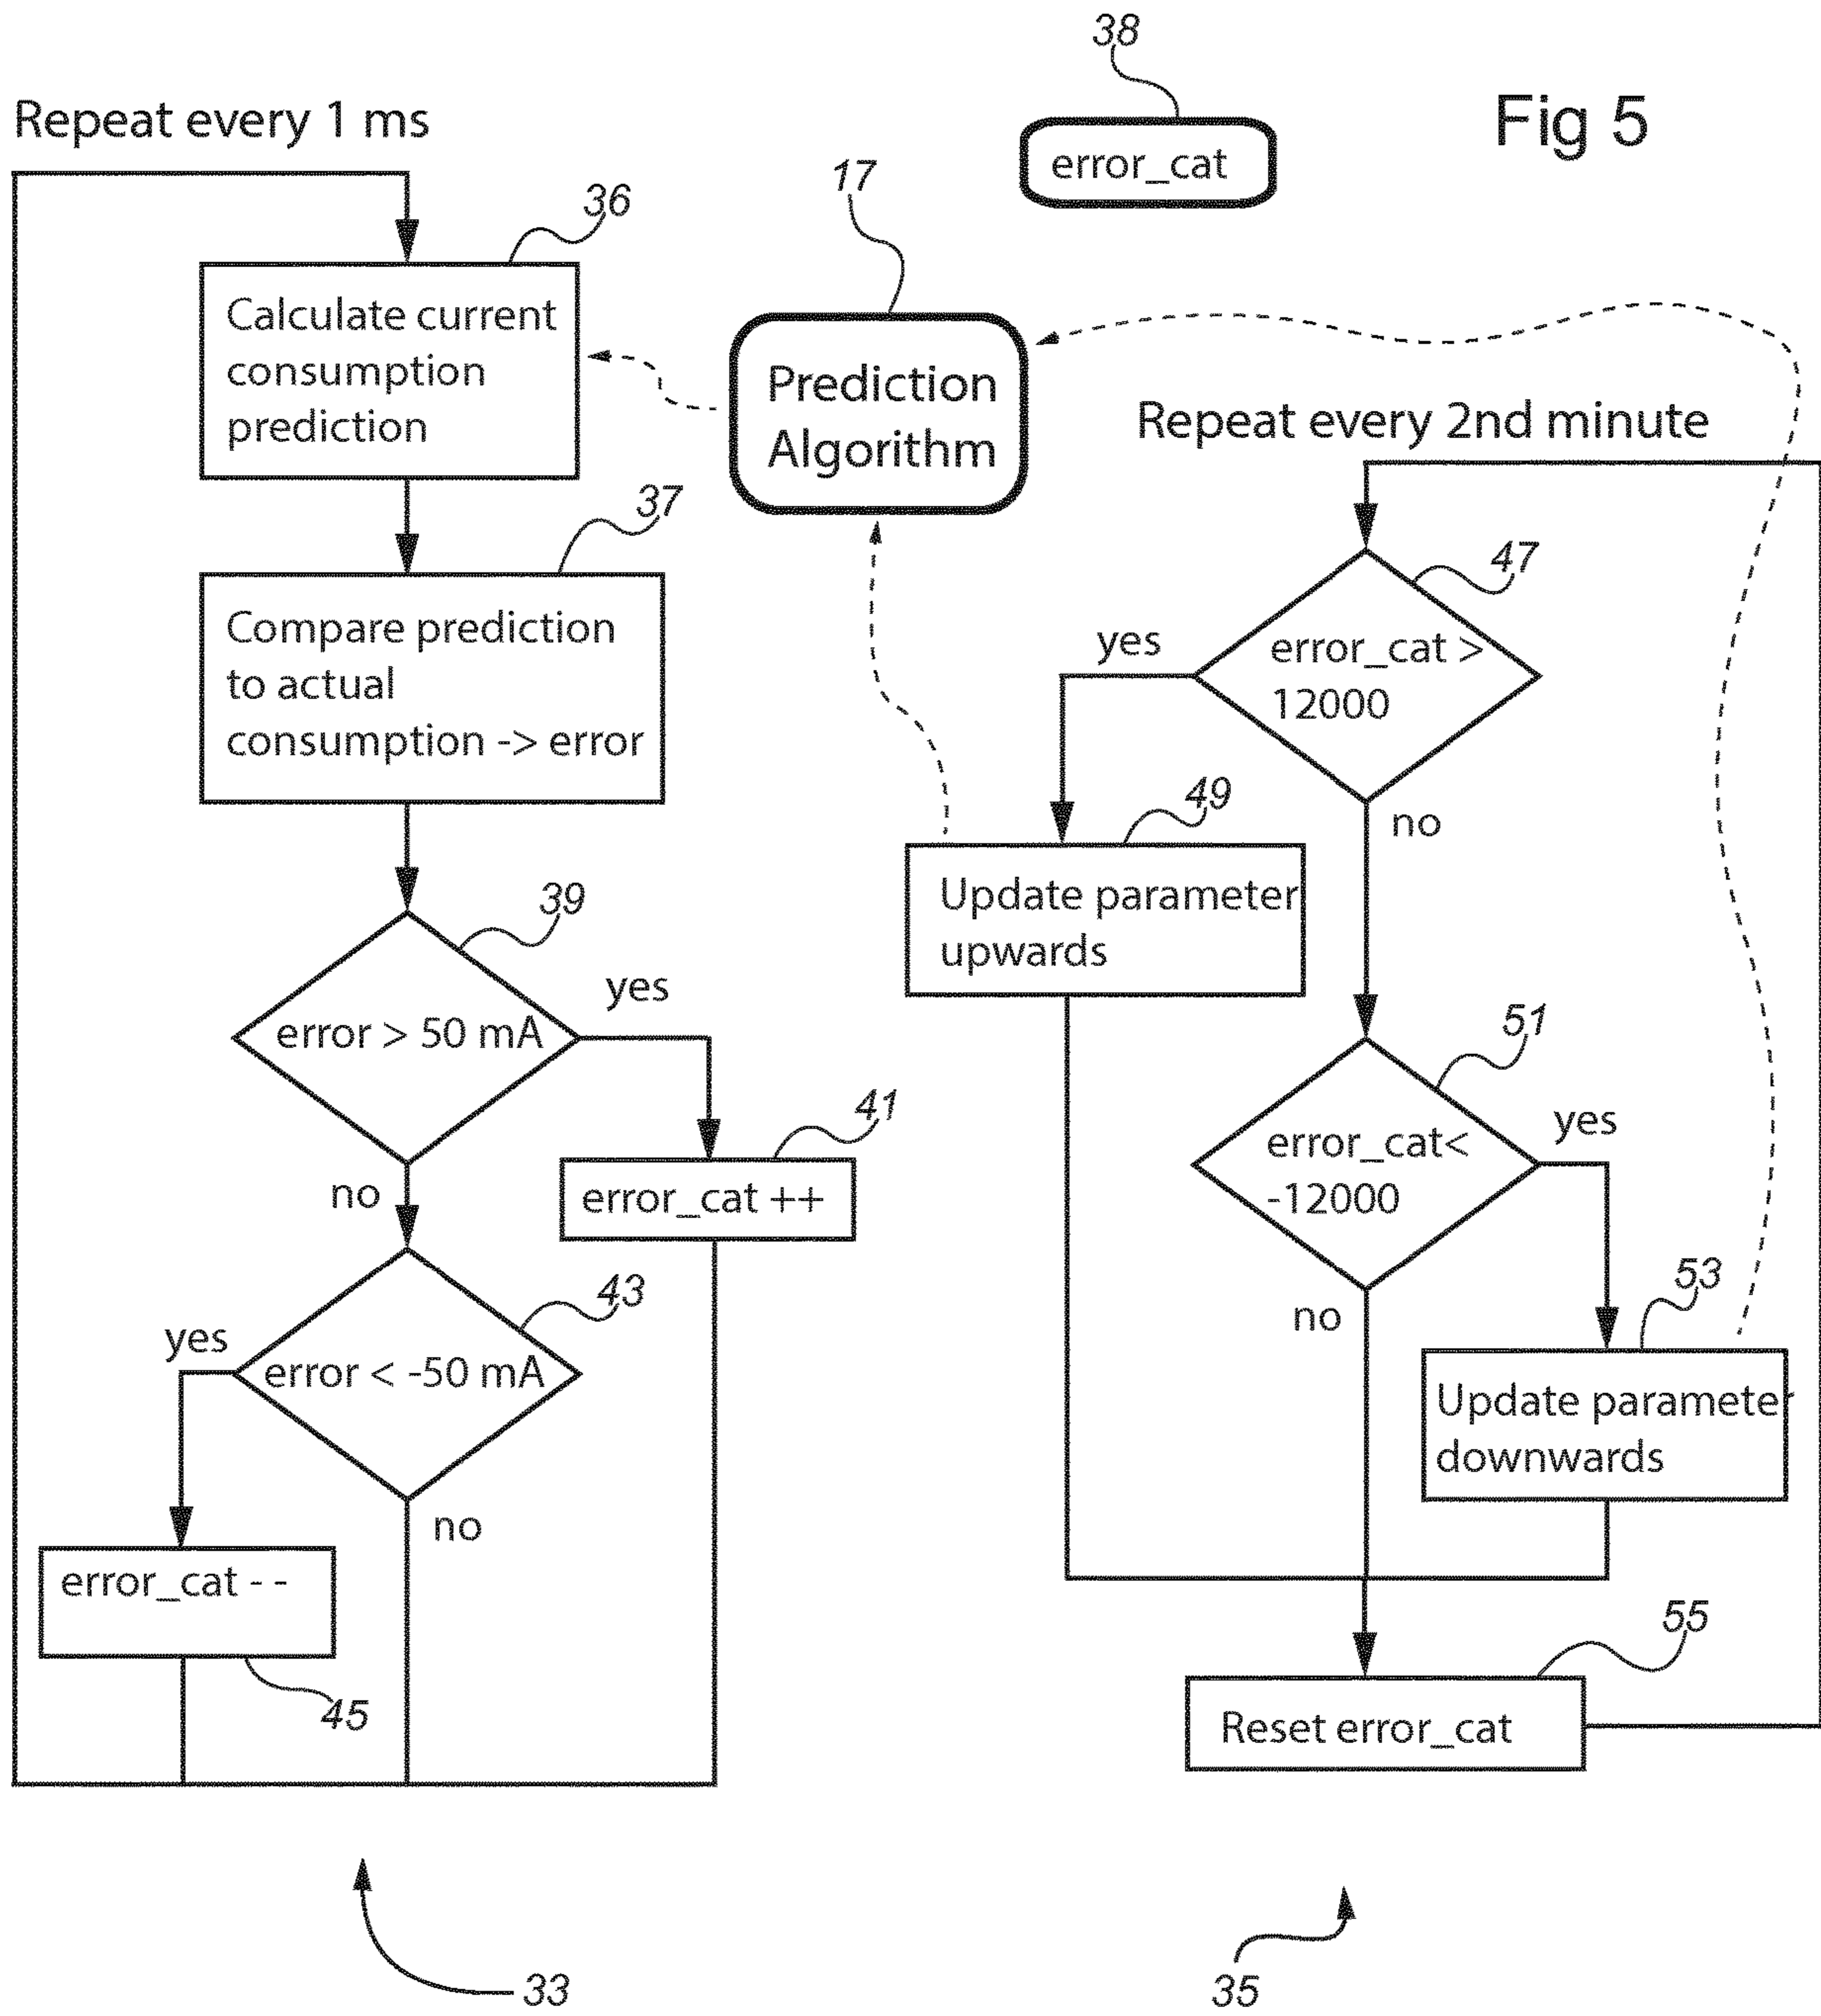 38
Repeat every 1 ms
Fig 5
error_cat
17
36
Calculate current
consumption
prediction
Prediction
Algorithm
Repeat every 2nd minute
37
47
Compare prediction
to actual
consumption -> error
yes
error_cat >
12000
no
49
Update parameter
upwards
39
yes
error > 50 mA
no
41
error_cat ++
51
error_cat<
-12000
yes
no
43
yes
error < -50 mA
no
53
Update parameter
downwards
error_cat - -
45
55
Reset error_cat
33
35